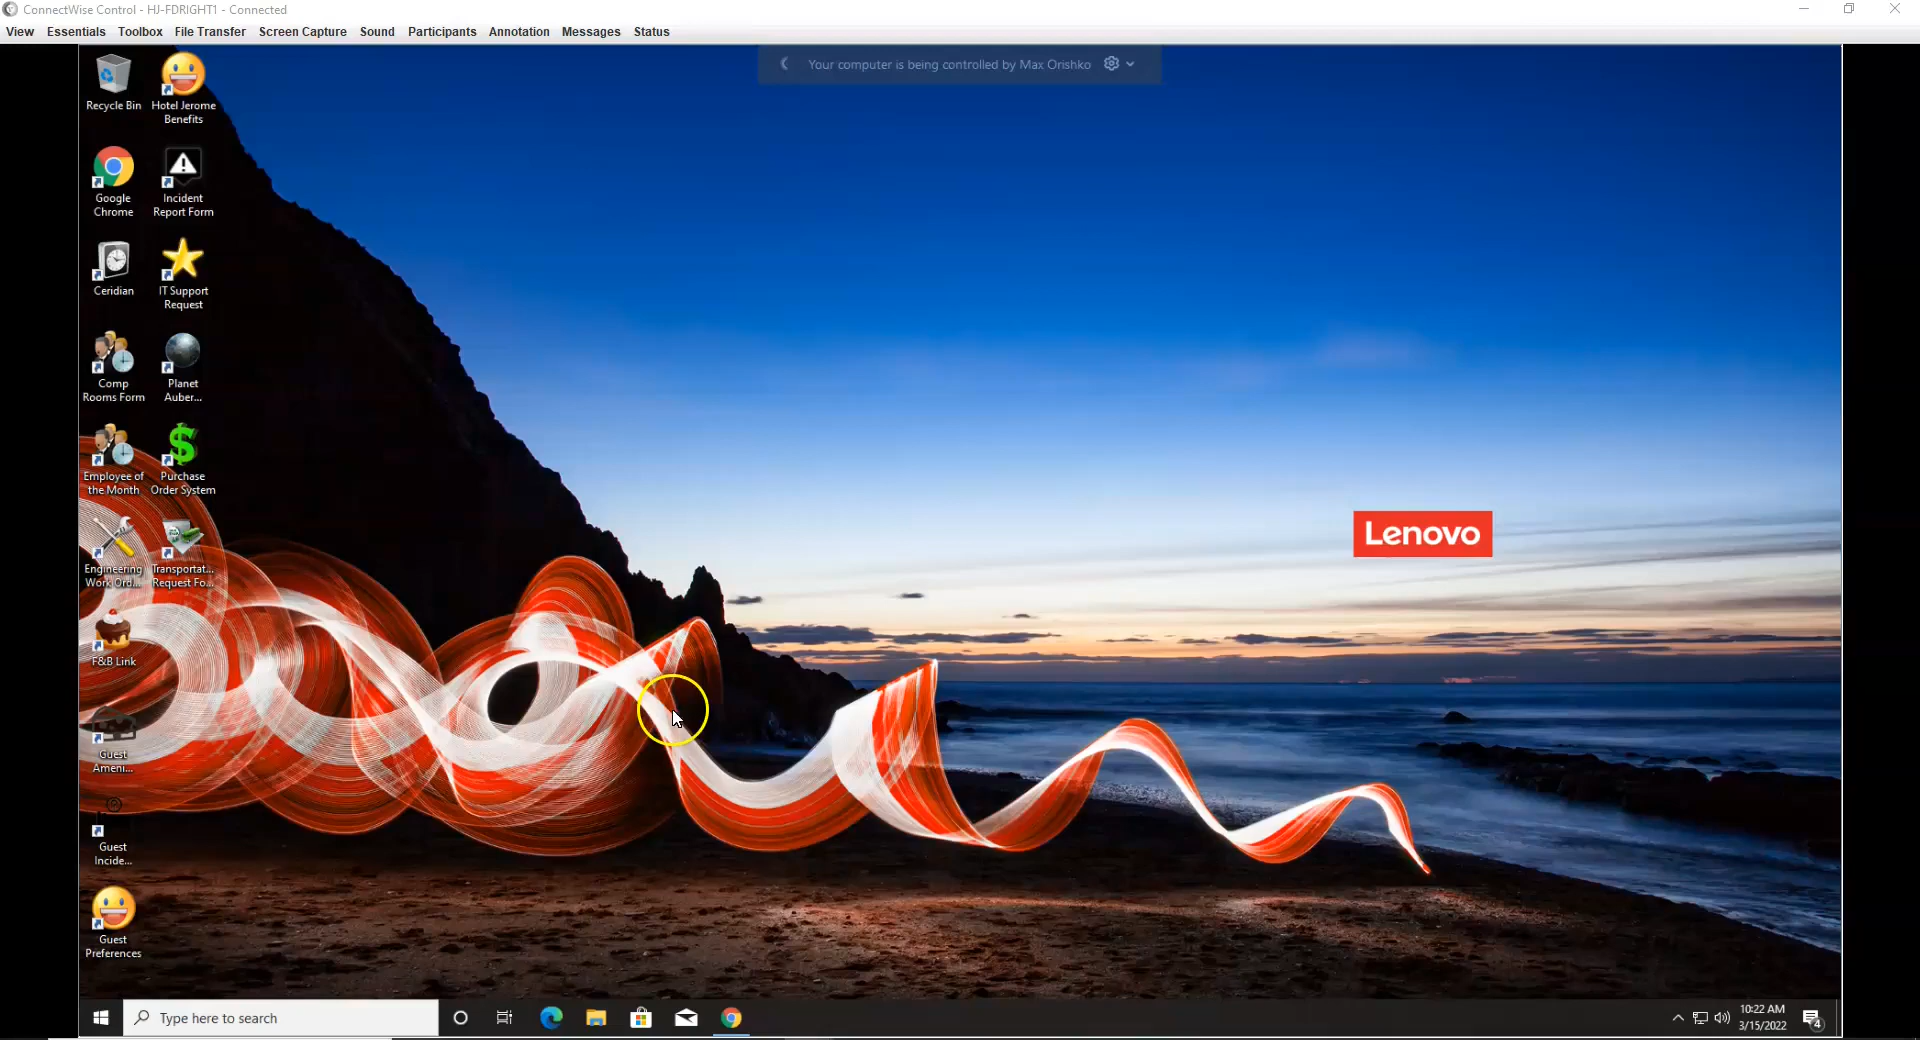 ConnectWise Control - HJ-FDRIGHT1 - Connected
View Essentials Toolbox File Transfer Screen Capture Sound Participants Annotation Messages Status
Your computer is being controlled by Max Orishko
Recycle Bin
Hotel Jerome
Benefits
Google
Chrome
Incident
Report Form
Ceridian
IT Support
Request
Comp
Rooms Form
Planet
Auber...
Employee of
the Month
Purchase
Order System
Engineering
Work Ord...
Transportat...
Request Fo...
F&B Link
Guest
Ameni...
Guest
Incide...
Guest
Preferences
Lenovo
Type here to search
10:22 AM
3/15/2022
4